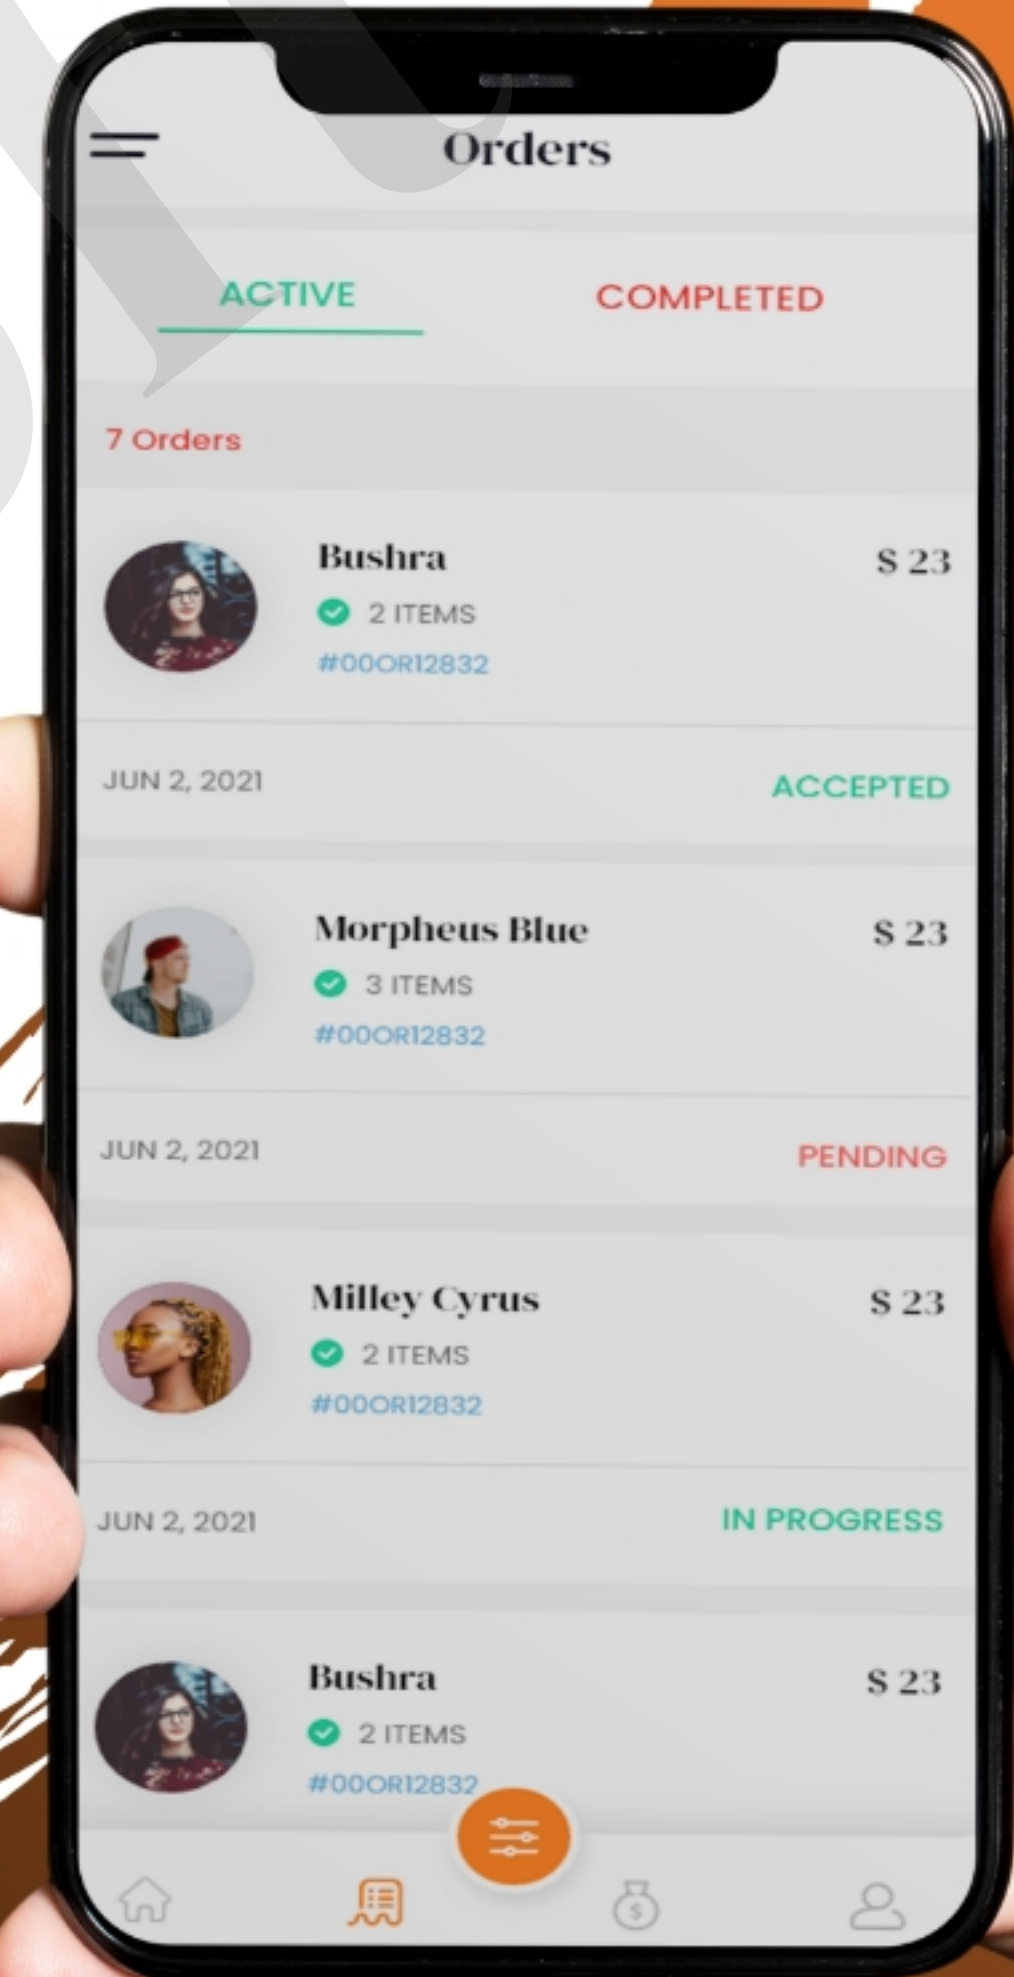 Orders
ACTIVE COMPLETED
7 Orders
Bushra $ 23
2 ITEMS
#00OR12832
JUN 2, 2021 ACCEPTED
Morpheus Blue $ 23
3 ITEMS
#00OR12832
JUN 2, 2021 PENDING
Milley Cyrus $ 23
2 ITEMS
#00OR12832
JUN 2, 2021 IN PROGRESS
Bushra $ 23
2 ITEMS
#00OR12832
$